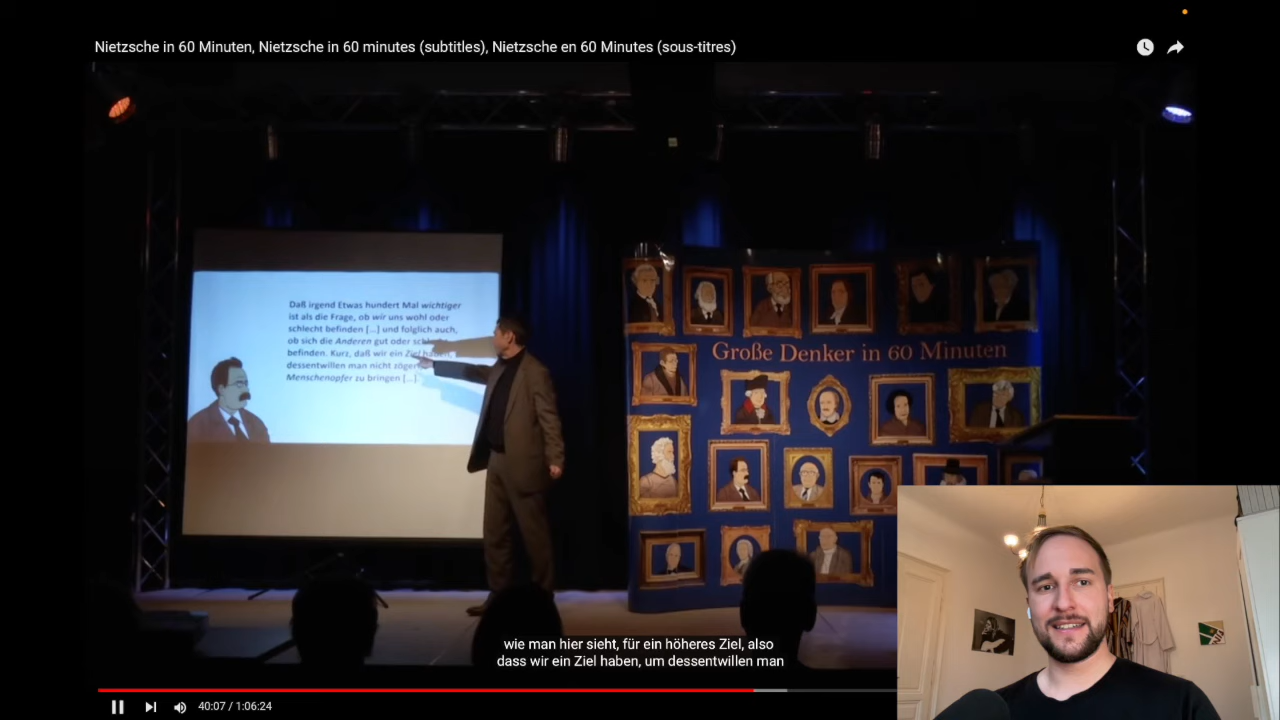 Nietzsche in 60 Minuten, Nietzsche in 60 minutes (subtitles), Nietzsche en 60 Minutes (sous-titres)
Daß irgend Etwas hundert Mal wichtiger
ist als die Frage, ob wir uns wohl oder
schlecht befinden [...] und folglich auch,
ob sich die Anderen gut oder
befinden. Kurz, daß wir ein Ziel
dessentwillen man nicht
Menschenopfer zu bringen [...].
Große Denker in 60 Minuten
wie man hier sieht, für ein höheres Ziel, also
dass wir ein Ziel haben, um dessentwillen man
40:07 / 1:06:24